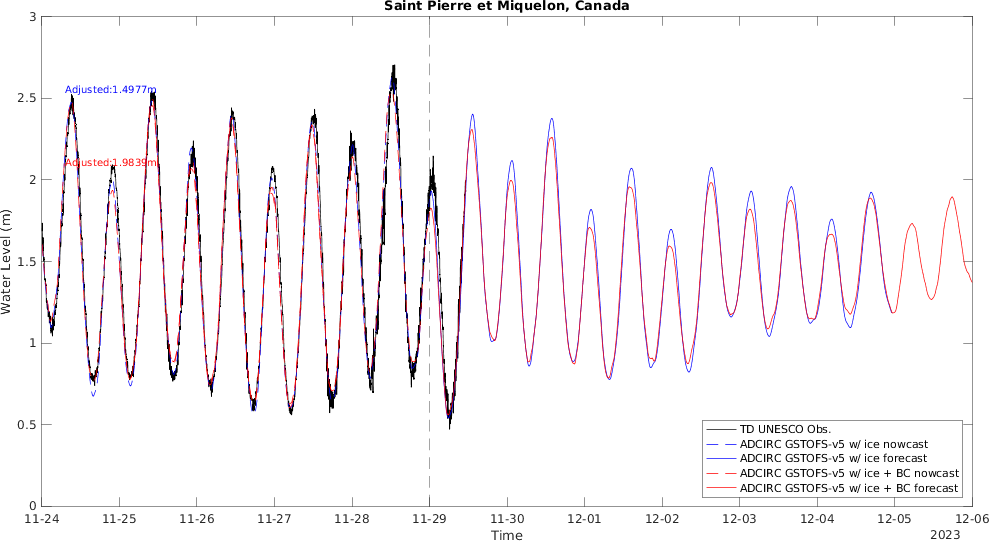 Saint Pierre et Miquelon, Canada
3
2.5
2
1.5
1
0.5
0
Water Level (m)
Adjusted:1.4977m
Adjusted:1.9839m
TD UNESCO Obs.
ADCIRC GSTOFS-v5 w/ ice nowcast
ADCIRC GSTOFS-v5 w/ ice forecast
ADCIRC GSTOFS-v5 w/ ice + BC nowcast
ADCIRC GSTOFS-v5 w/ ice + BC forecast
11-24 11-25 11-26 11-27 11-28 11-29 11-30 12-01 12-02 12-03 12-04 12-05 12-06
Time
2023